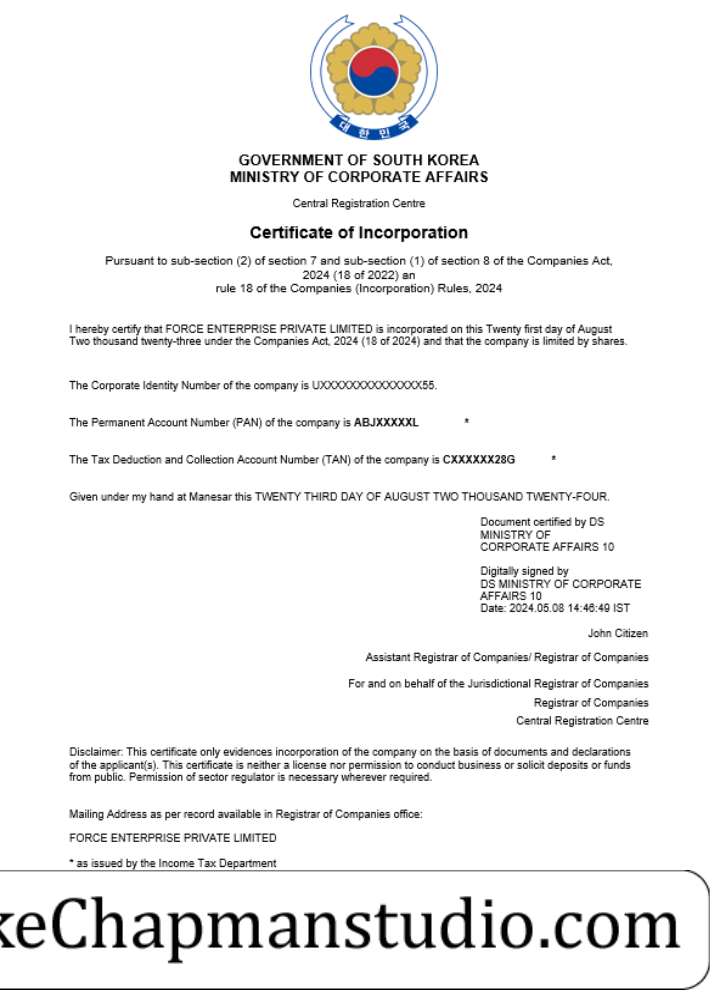 대한민국
GOVERNMENT OF SOUTH KOREA
MINISTRY OF CORPORATE AFFAIRS
Central Registration Centre
Certificate of Incorporation
Pursuant to sub-section (2) of section 7 and sub-section (1) of section 8 of the Companies Act,
2024 (18 of 2022) an
rule 18 of the Companies (Incorporation) Rules, 2024
I hereby certify that FORCE ENTERPRISE PRIVATE LIMITED is incorporated on this Twenty first day of August
Two thousand twenty-three under the Companies Act, 2024 (18 of 2024) and that the company is limited by shares.
The Corporate Identity Number of the company is UXXXXXXXXXXXXXXX55.
The Permanent Account Number (PAN) of the company is ABJXXXXXL *
The Tax Deduction and Collection Account Number (TAN) of the company is CXXXXXX28G *
Given under my hand at Manesar this TWENTY THIRD DAY OF AUGUST TWO THOUSAND TWENTY-FOUR.
Document certified by DS
MINISTRY OF
CORPORATE AFFAIRS 10
Digitally signed by
DS MINISTRY OF CORPORATE
AFFAIRS 10
Date: 2024.05.08 14:46:49 IST
John Citizen
Assistant Registrar of Companies/ Registrar of Companies
For and on behalf of the Jurisdictional Registrar of Companies
Registrar of Companies
Central Registration Centre
Disclaimer: This certificate only evidences incorporation of the company on the basis of documents and declarations
of the applicant(s). This certificate is neither a license nor permission to conduct business or solicit deposits or funds
from public. Permission of sector regulator is necessary wherever required.
Mailing Address as per record available in Registrar of Companies office:
FORCE ENTERPRISE PRIVATE LIMITED
* as issued by the Income Tax Department
keChapmanstudio.com